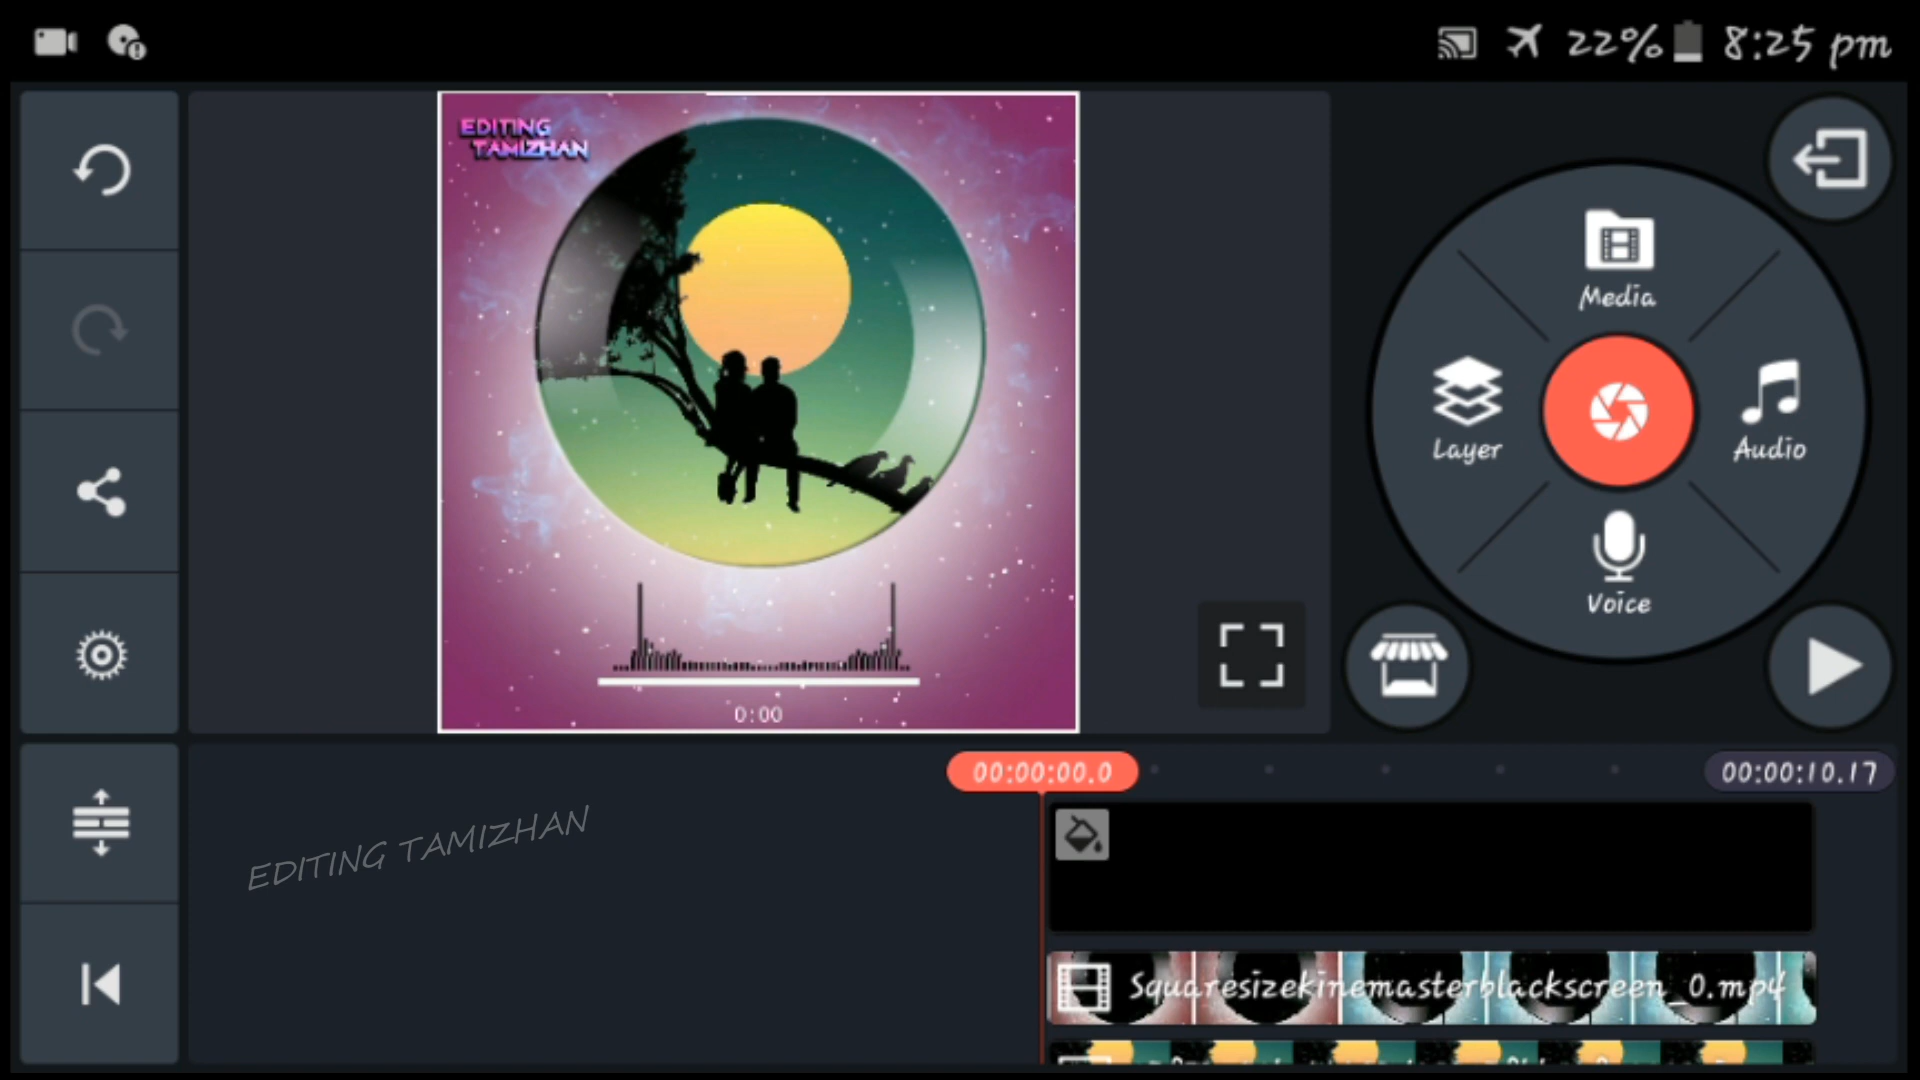 22% 8:25 pm
EDITING
TAMIZHAN
Media
Layer
Audio
Voice
0:00
00:00:00.0
00:00:10.17
EDITING TAMIZHAN
Squaresizekinemasterblackscreen_0.mp4